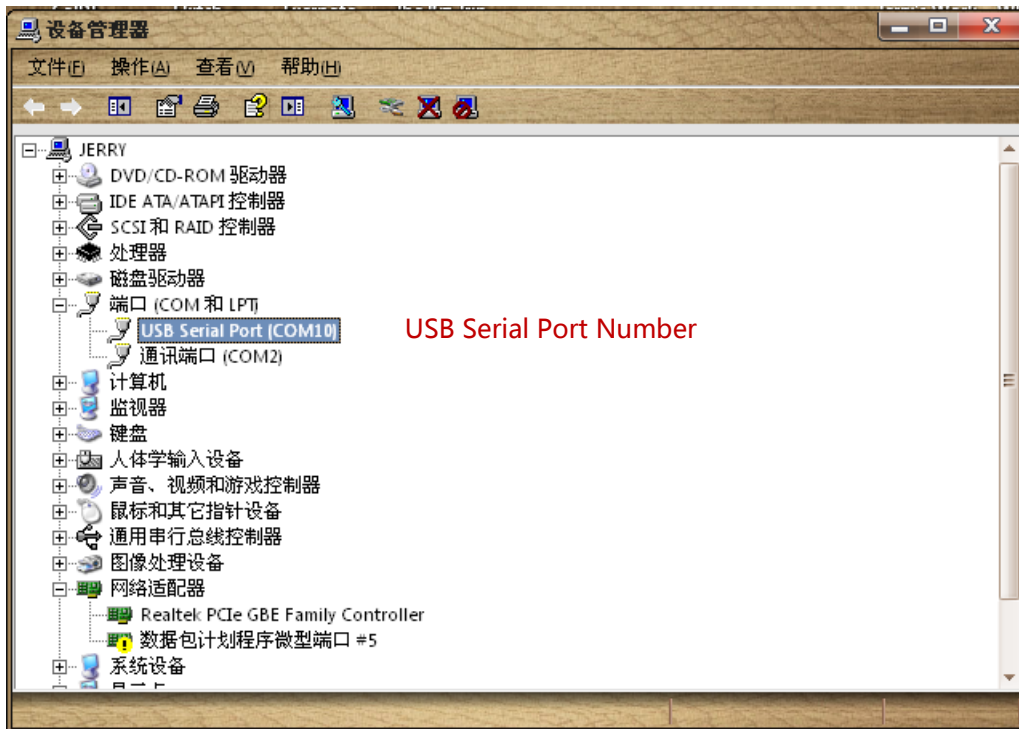 设备管理器
文件(F) 操作(A) 查看(V) 帮助(H)
JERRY
DVD/CD-ROM 驱动器
IDE ATA/ATAPI 控制器
SCSI 和 RAID 控制器
处理器
磁盘驱动器
端口 (COM 和 LPT)
USB Serial Port (COM10) USB Serial Port Number
通讯端口 (COM2)
计算机
监视器
键盘
人体学输入设备
声音、视频和游戏控制器
鼠标和其它指针设备
通用串行总线控制器
图像处理设备
网络适配器
Realtek PCIe GBE Family Controller
数据包计划程序微型端口 #5
系统设备